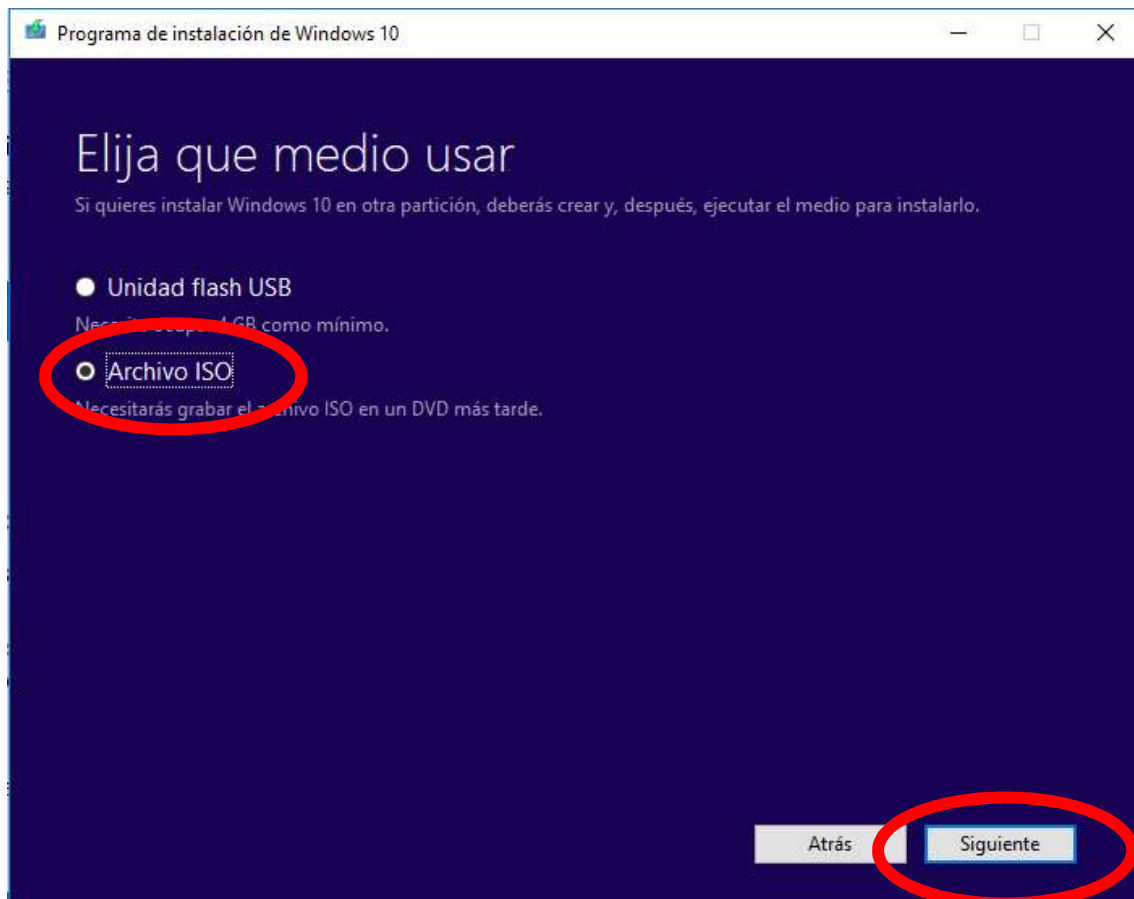 Programa de instalación de Windows 10
Elija que medio usar
Si quieres instalar Windows 10 en otra partición, deberás crear y, después, ejecutar el medio para instalarlo.
Unidad flash USB
GB como mínimo.
Archivo ISO
Necesitarás grabar el archivo ISO en un DVD más tarde.
Atrás
Siguiente